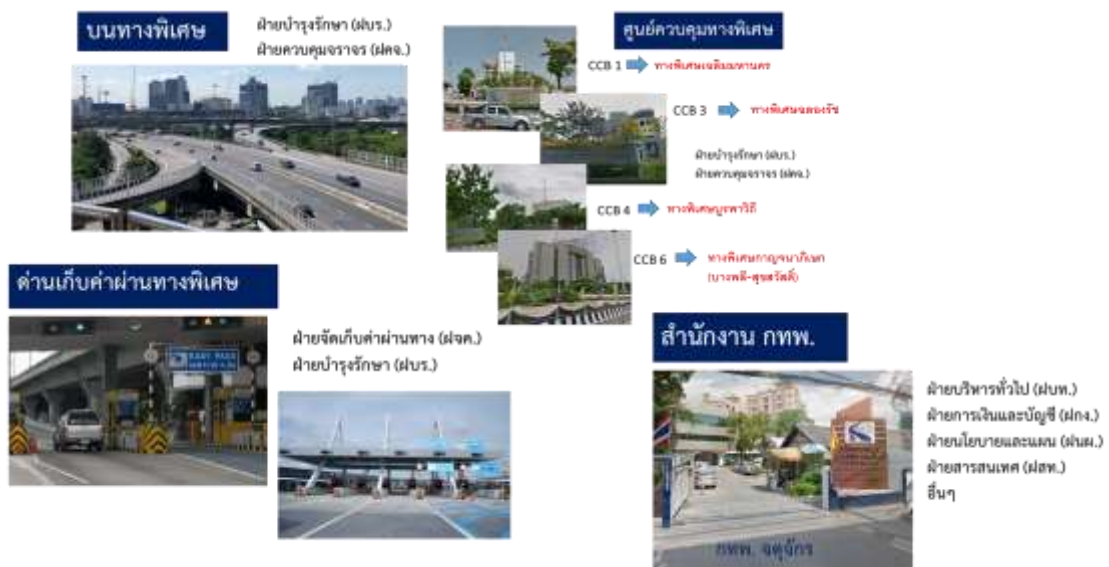 บนทางพิเศษ
ฝ่ายบำรุงรักษา (ฝบร.)
ฝ่ายควบคุมจราจร (ฝคจ.)
ศูนย์ควบคุมทางพิเศษ
CCB 1
ทางพิเศษเฉลิมมหานคร
CCB 3
ทางพิเศษฉลองรัช
ฝ่ายบำรุงรักษา (ฝบร.)
ฝ่ายควบคุมจราจร (ฝคจ.)
CCB 4
ทางพิเศษบูรพาวิถี
CCB 6
ทางพิเศษกาญจนาภิเษก
(บางพลี-สุขสวัสดิ์)
ด่านเก็บค่าผ่านทางพิเศษ
EASY PASS
ฝ่ายจัดเก็บค่าผ่านทาง (ฝจค.)
ฝ่ายบำรุงรักษา (ฝบร.)
สำนักงาน กทพ.
ฝ่ายบริหารทั่วไป (ฝบท.)
ฝ่ายการเงินและบัญชี (ฝกง.)
ฝ่ายนโยบายและแผน (ฝนผ.)
ฝ่ายสารสนเทศ (ฝสท.)
อื่นๆ
กทพ. จตุจักร